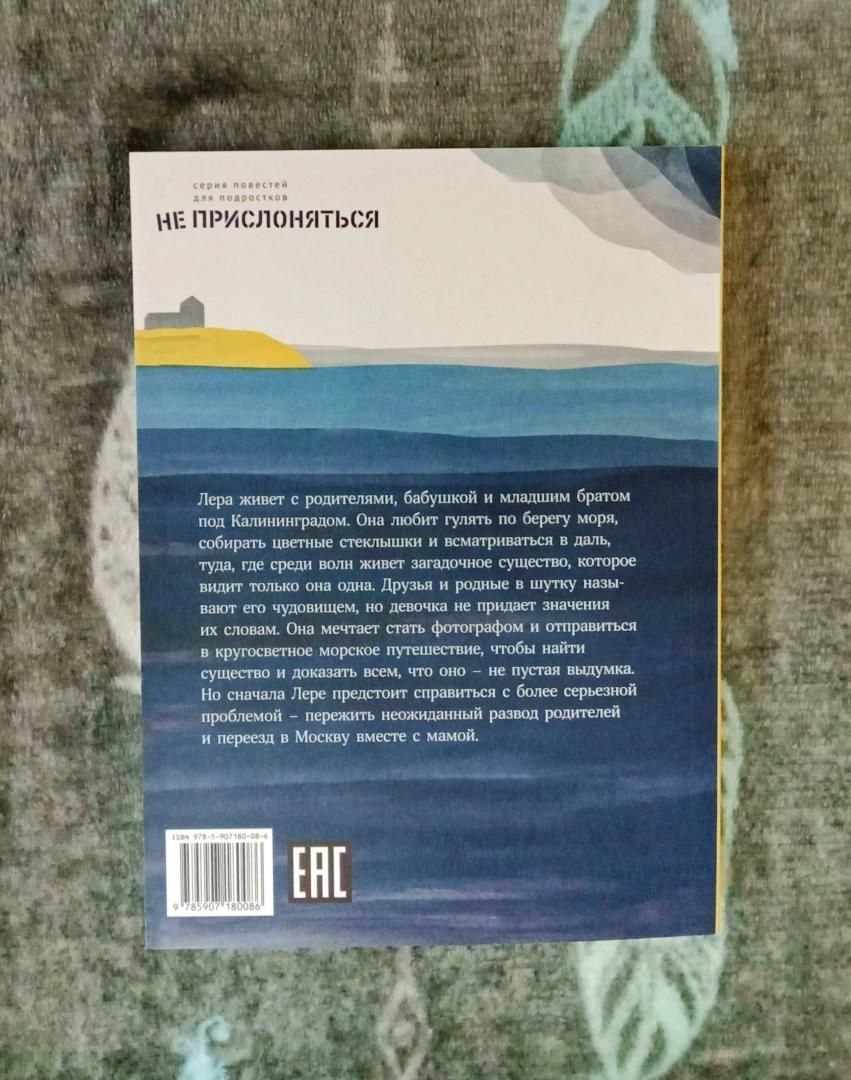 серия повестей
для подростков
НЕ ПРИСЛОНЯТЬСЯ
Лера живет с родителями, бабушкой и младшим братом
под Калининградом. Она любит гулять по берегу моря,
собирать цветные стеклышки и всматриваться в даль,
туда, где среди волн живет загадочное существо, которое
видит только она одна. Друзья и родные в шутку назы-
вают его чудовищем, но девочка не придает значения
их словам. Она мечтает стать фотографом и отправиться
в кругосветное морское путешествие, чтобы найти
существо и доказать всем, что оно – не пустая выдумка.
Но сначала Лере предстоит справиться с более серьезной
проблемой – пережить неожиданный развод родителей
и переезд в Москву вместе с мамой.
ISBN 978-5-907180-08-6
9 785907 180086
EAC